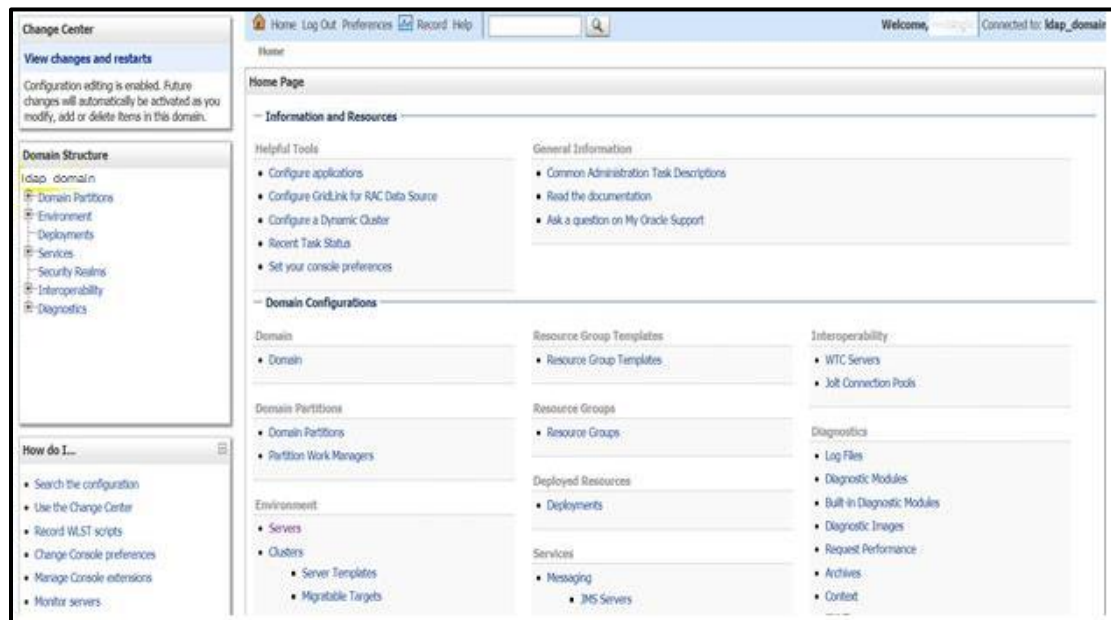 Change Center
View changes and restarts
Configuration editing is enabled. Future
changes will automatically be activated as you
modify, add or delete items in this domain.
Domain Structure
ldap_domain
Domain Partitions
Environment
Deployments
Services
Security Realms
Interoperability
Diagnostics
How do I...
Search the configuration
Use the Change Center
Record WLST scripts
Change Console preferences
Manage Console extensions
Monitor servers
Home Log Out Preferences Record Help
Welcome,
Connected to: ldap_domain
Home
Home Page
Information and Resources
Helpful Tools
Configure applications
Configure GridLink for RAC Data Source
Configure a Dynamic Cluster
Recent Task Status
Set your console preferences
General Information
Common Administration Task Descriptions
Read the documentation
Ask a question on My Oracle Support
Domain Configurations
Domain
Domain
Domain Partitions
Domain Partitions
Partition Work Managers
Environment
Servers
Clusters
Server Templates
Migratable Targets
Resource Group Templates
Resource Group Templates
Resource Groups
Resource Groups
Deployed Resources
Deployments
Services
Messaging
JMS Servers
Interoperability
WTC Servers
Jolt Connection Pools
Diagnostics
Log Files
Diagnostic Modules
Built-in Diagnostic Modules
Diagnostic Images
Request Performance
Archives
Context